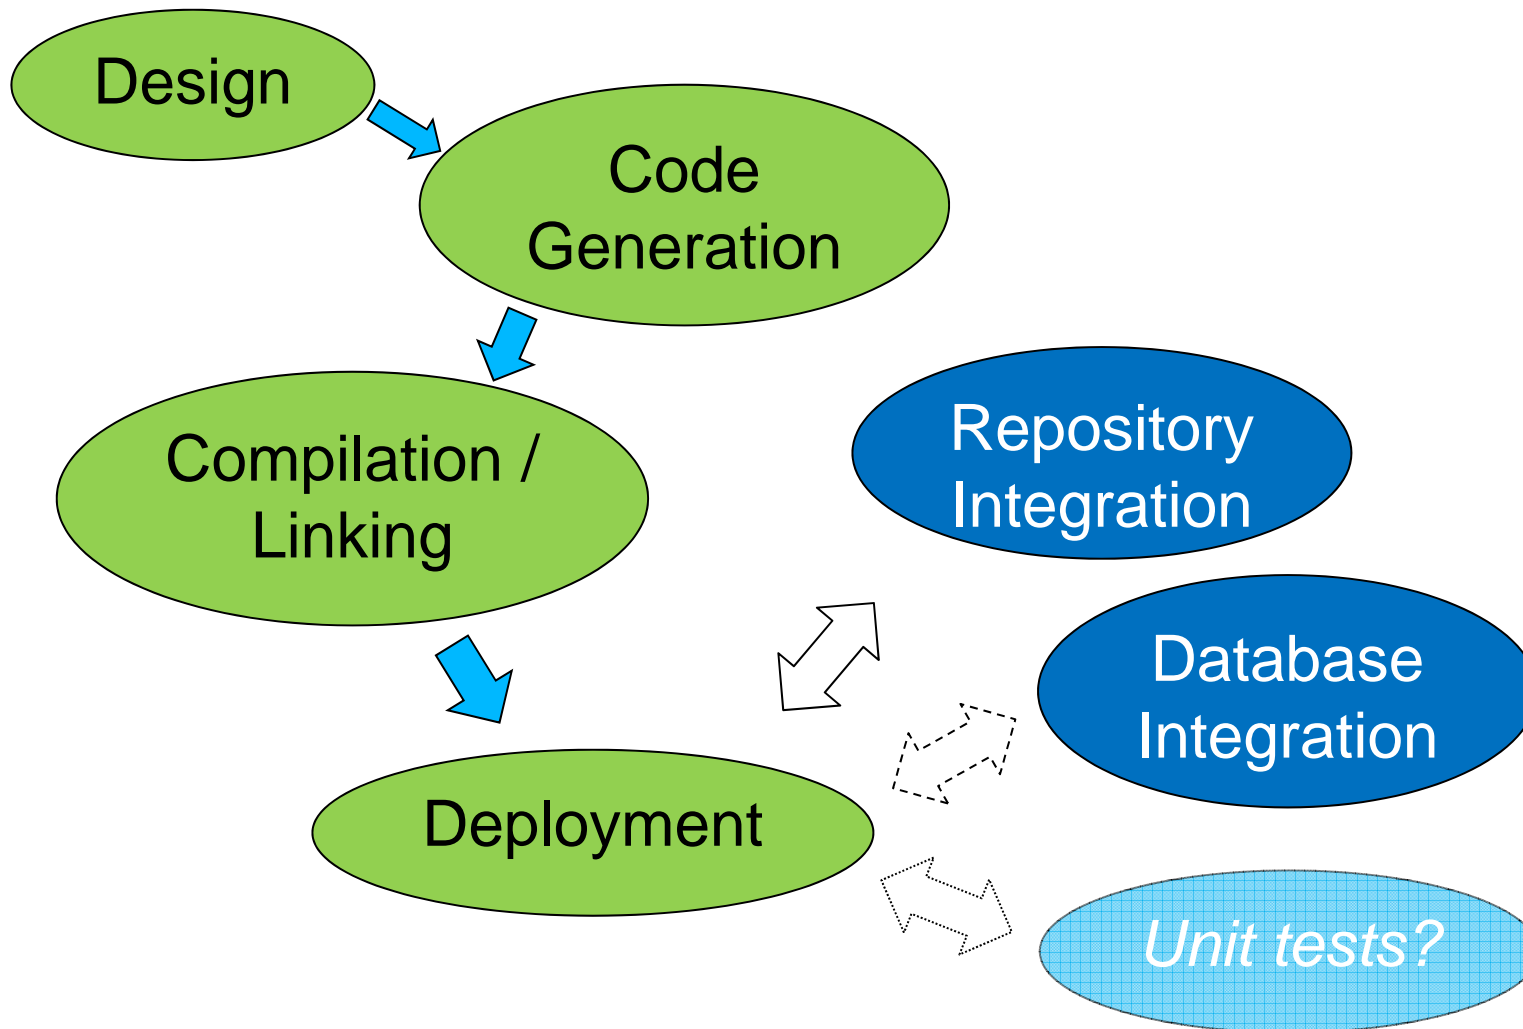 Design
Code
Generation
Compilation /
Linking
Repository
Integration
Database
Integration
Deployment
Unit tests?